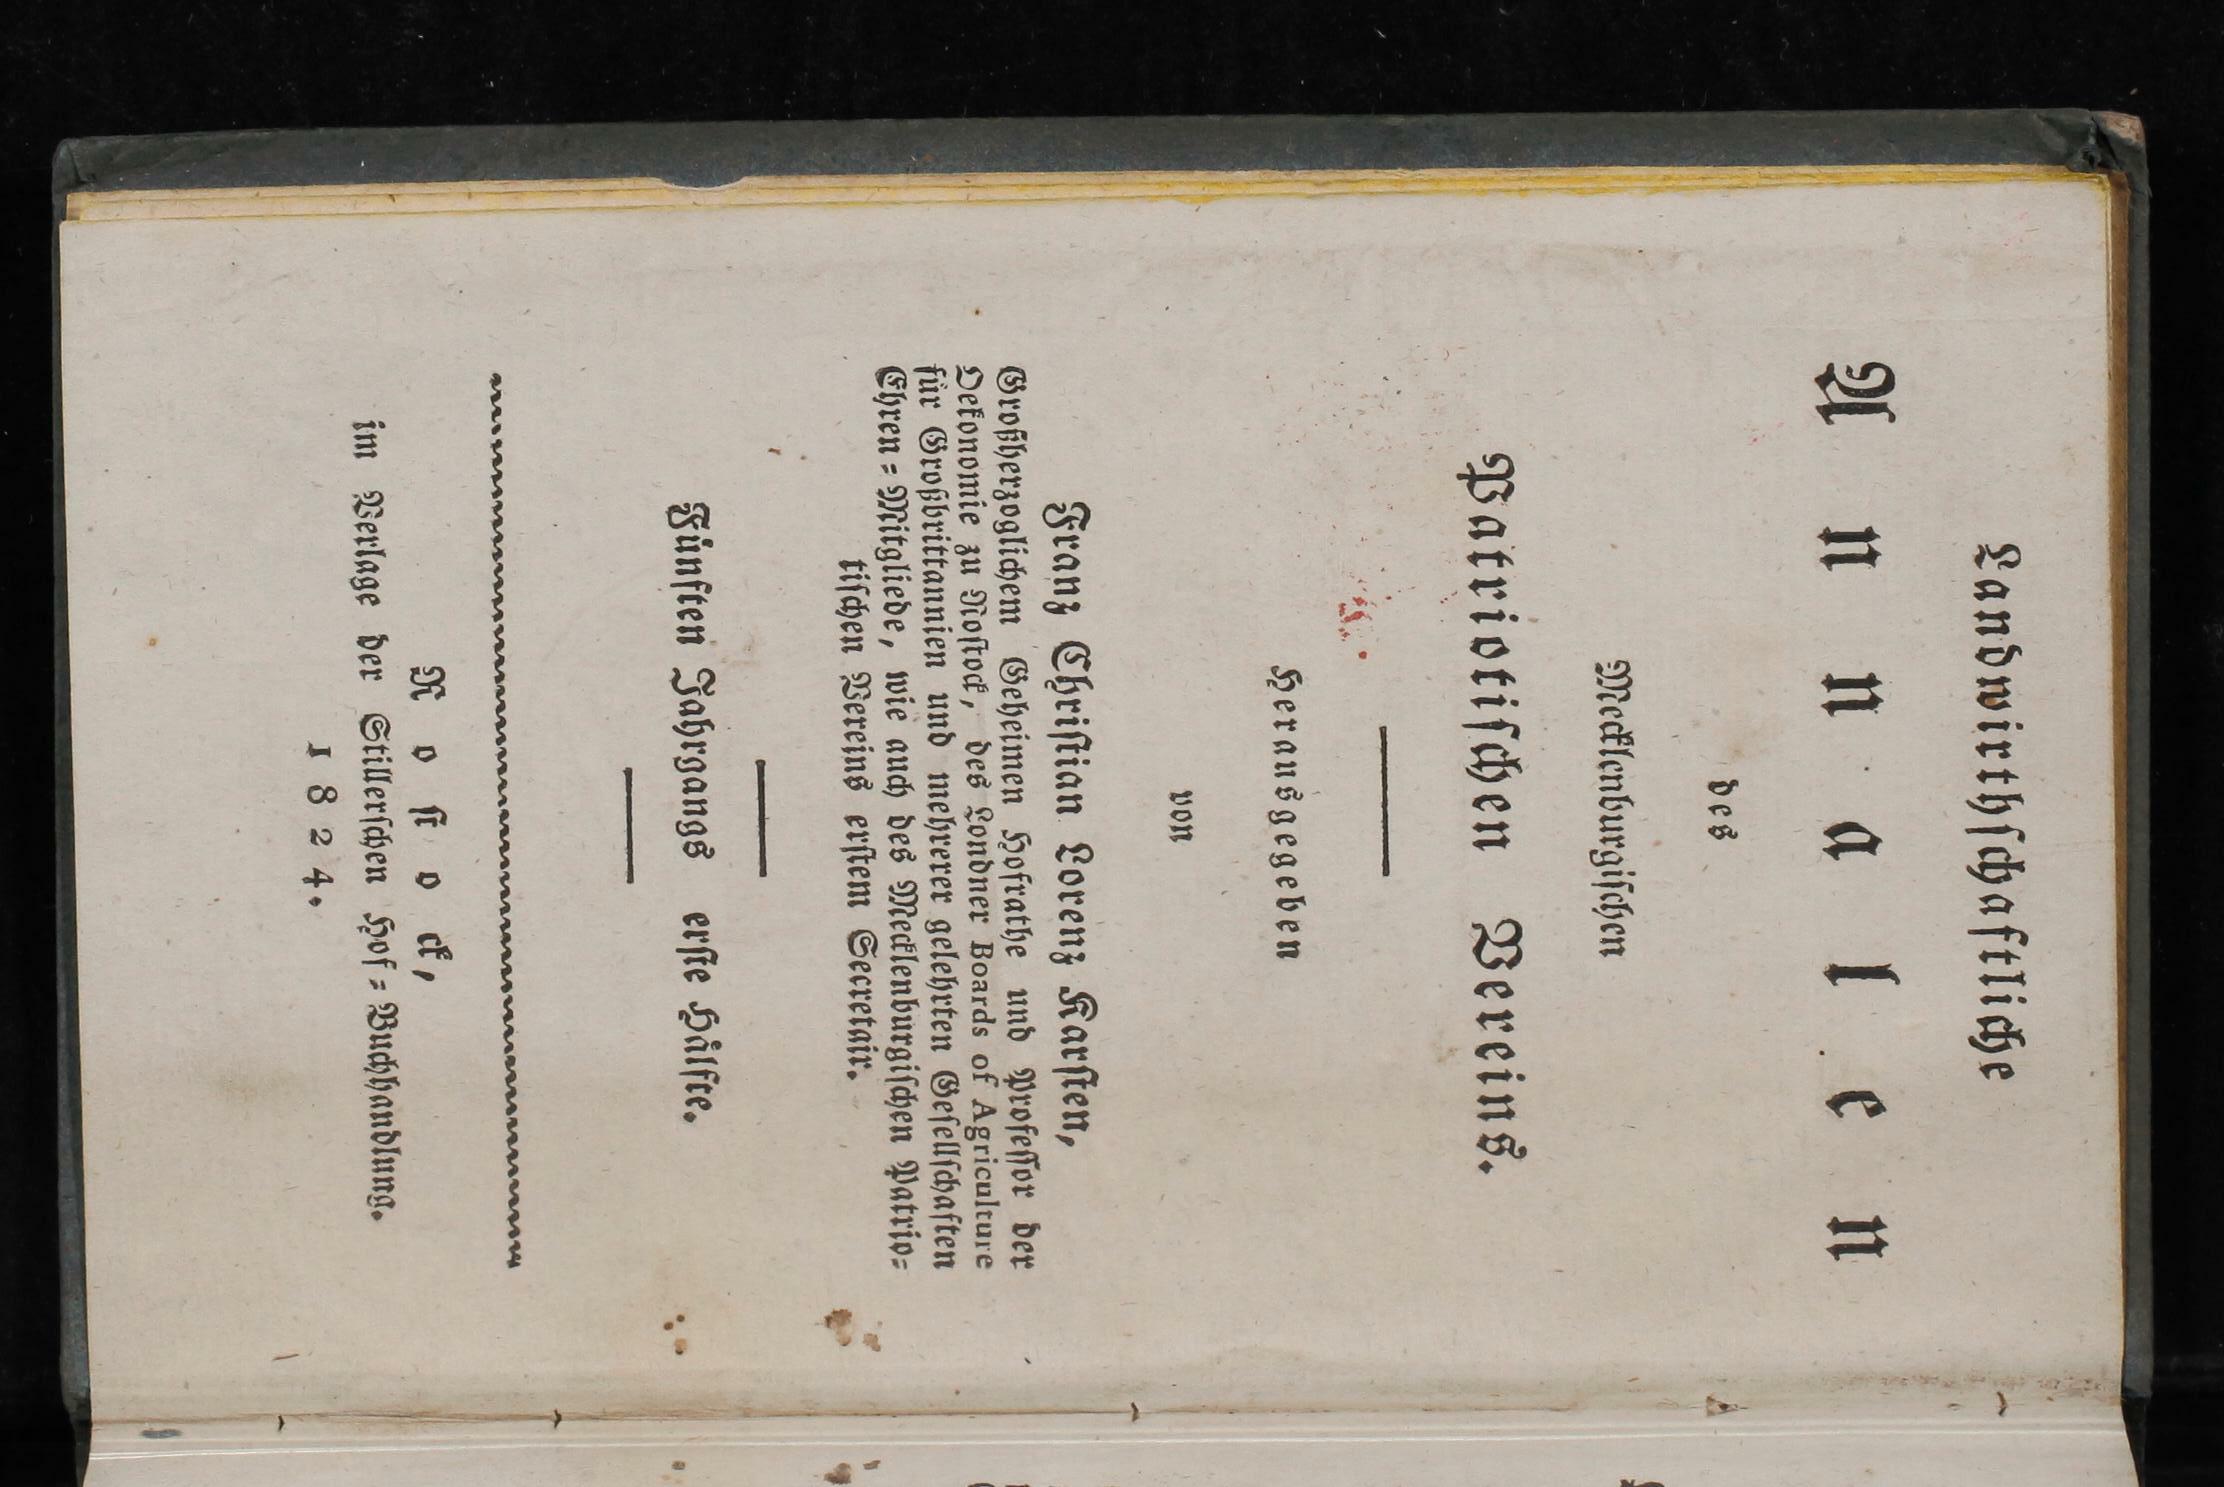 Landwirthſchaftliche
Annalen
des
Mecklenburgiſchen
Patriotiſchen Vereins.
Herausgegeben
von
Franz Chriſtian Lorenz Karſten,
Großherzoglichem Geheimen Hofrathe und Profeſſor der
Oekonomie zu Roſtock, des Londner Boards of Agriculture
für Großbrittannien und mehrerer gelehrten Geſellſchaften
Ehren=Mitgliede, wie auch des Mecklenburgiſchen Patrio=
tiſchen Vereins erſtem Secretair.
Fünften Jahrgangs erſte Hälfte.
Roſtock,
im Verlage der Stillerſchen Hof=Buchhandlung.
1824.